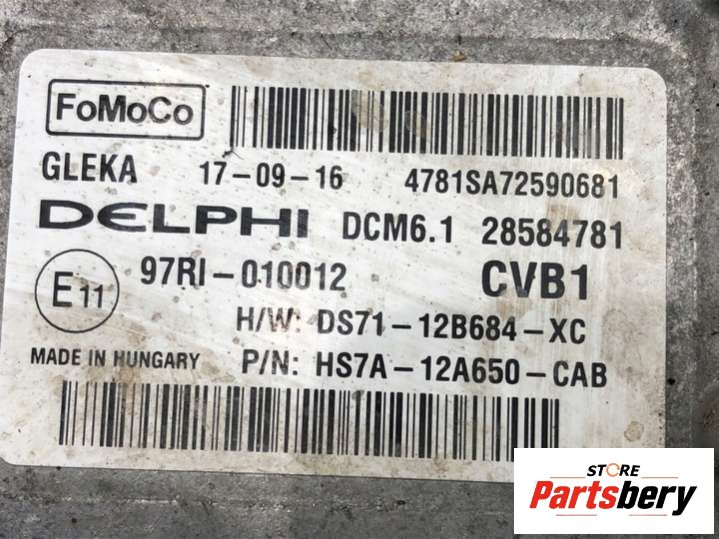 FoMoCo
GLEKA 17-09-16 4781SA72590681
DELPHI DCM6.1 28584781
E11 97RI-010012 CVB1
H/W: DS71-12B684-XC
MADE IN HUNGARY P/N: HS7A-12A650-CAB
STORE
Partsbery